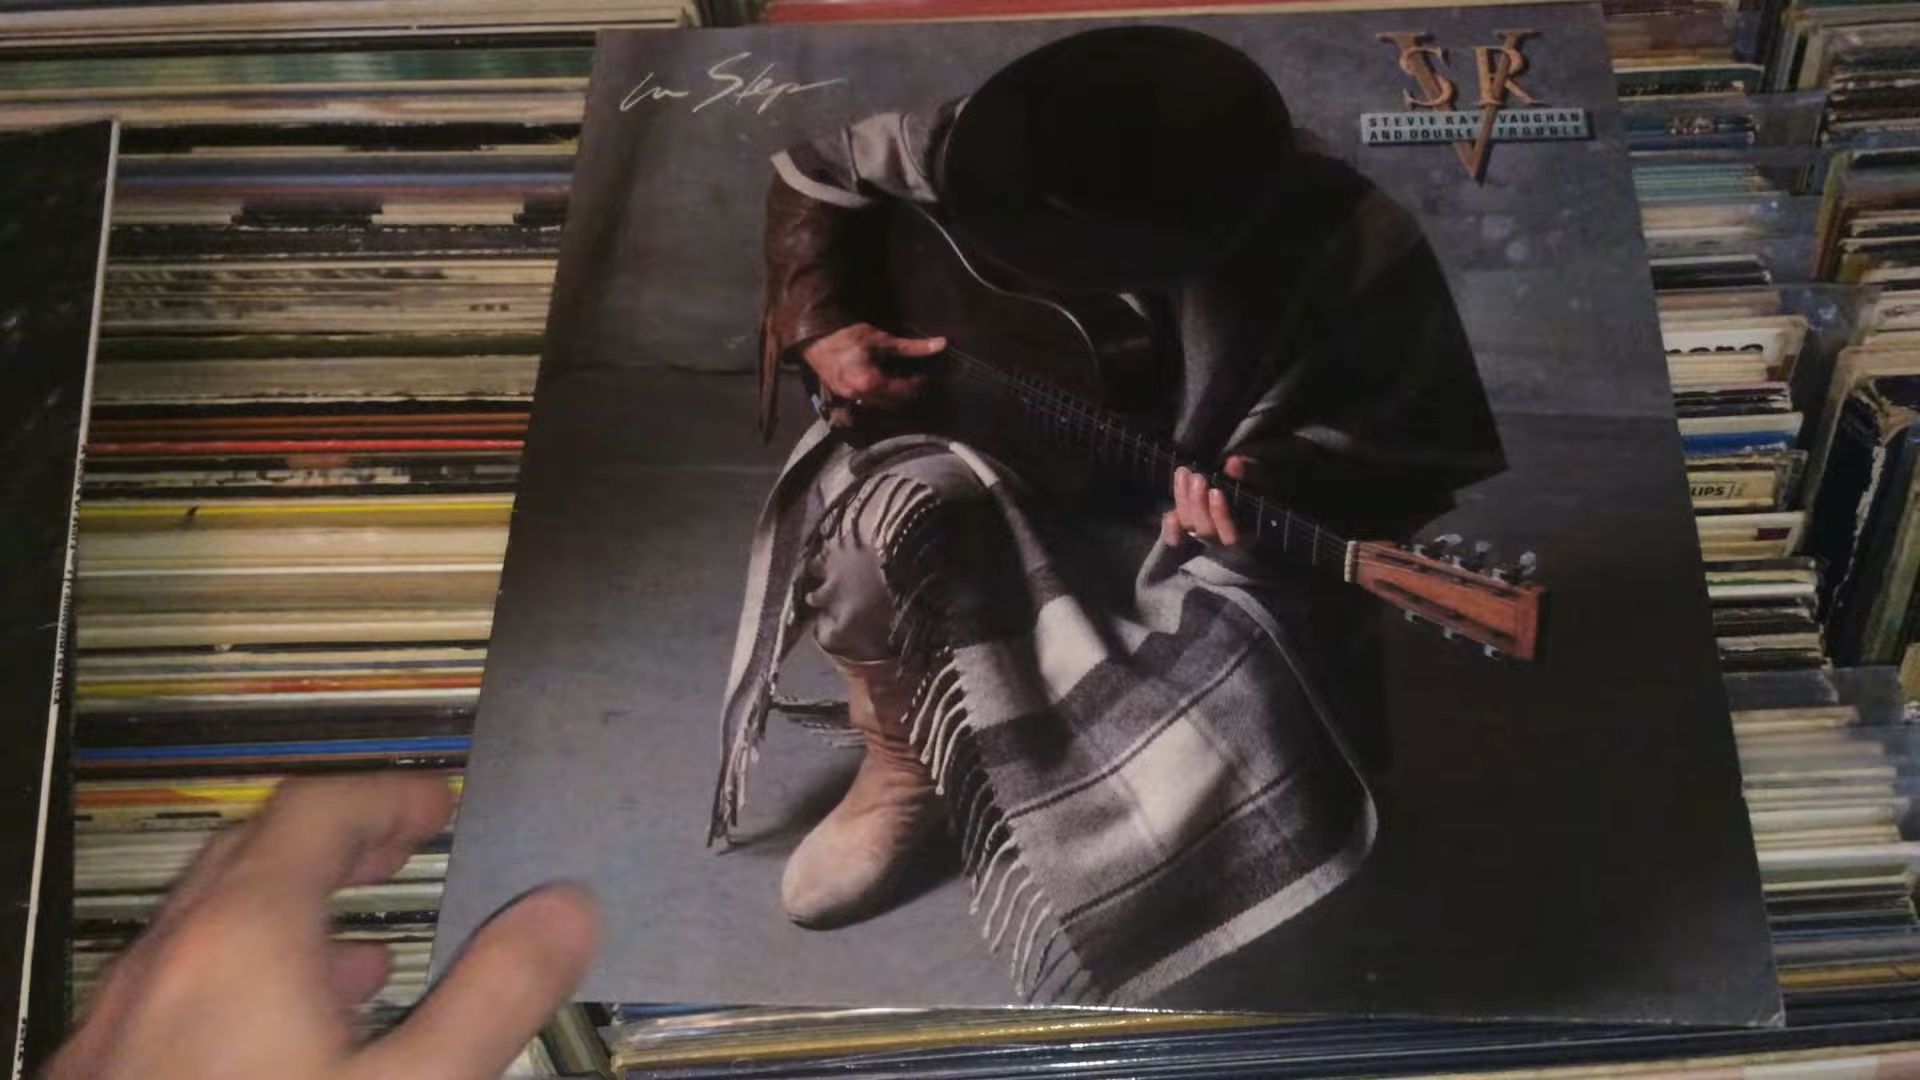 In Step
SRV
STEVIE RAY VAUGHAN
AND DOUBLE TROUBLE